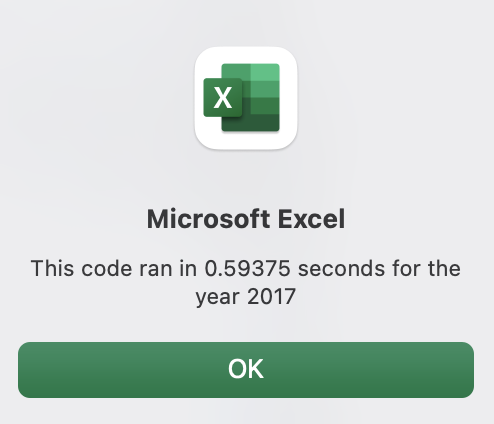 X
Microsoft Excel
This code ran in 0.59375 seconds for the
year 2017
OK